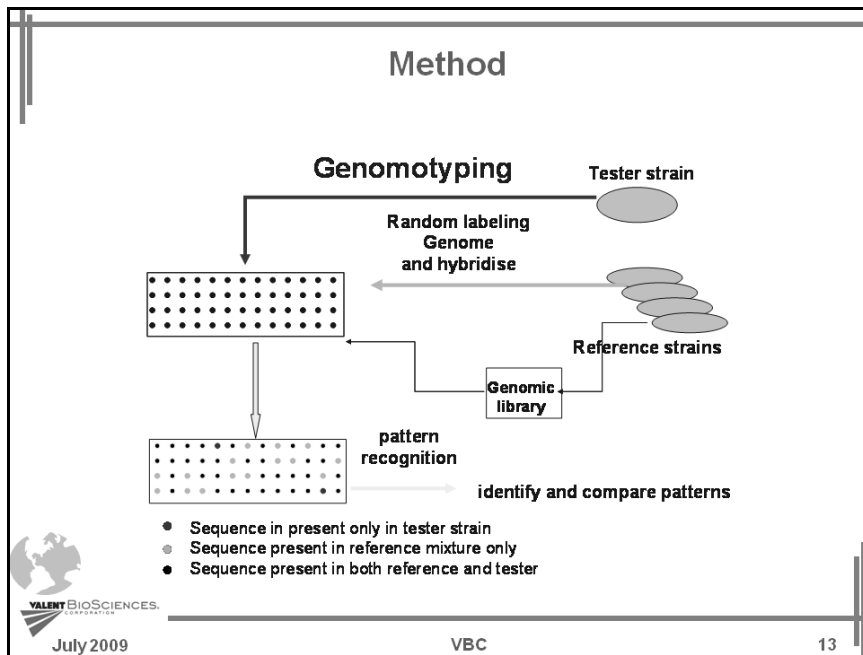 Method
Genomotyping
Tester strain
Random labeling
Genome
and hybridise
Reference strains
Genomic
library
pattern
recognition
identify and compare patterns
Sequence in present only in tester strain
Sequence present in reference mixture only
Sequence present in both reference and tester
VALENT BIOSCIENCES.
CORPORATION
July 2009
VBC
13